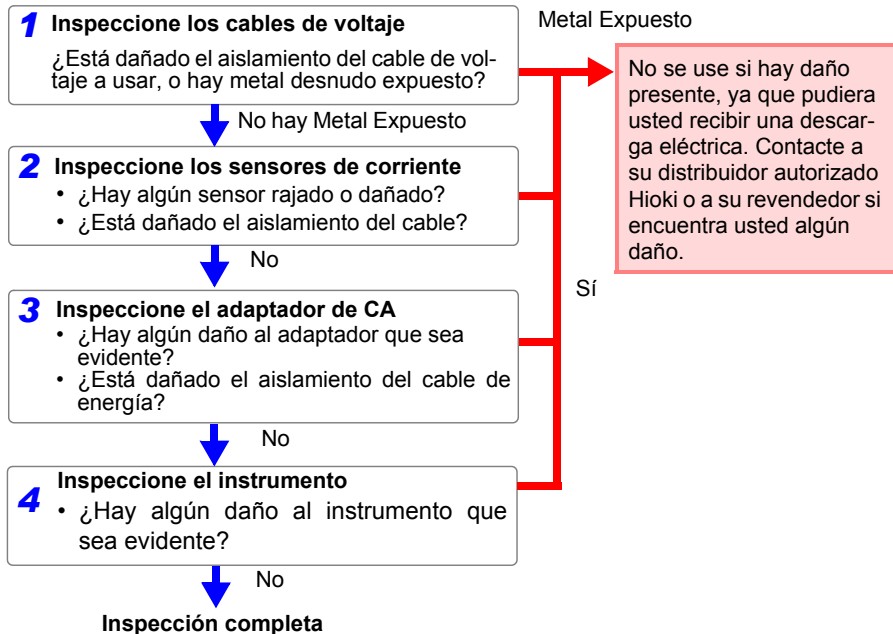 1 Inspeccione los cables de voltaje
¿Está dañado el aislamiento del cable de vol-
taje a usar, o hay metal desnudo expuesto?
Metal Expuesto
No se use si hay daño
presente, ya que pudiera
usted recibir una descar-
ga eléctrica. Contacte a
su distribuidor autorizado
Hioki o a su revendedor si
encuentra usted algún
daño.
No hay Metal Expuesto
2 Inspeccione los sensores de corriente
• ¿Hay algún sensor rajado o dañado?
• ¿Está dañado el aislamiento del cable?
No
Sí
3 Inspeccione el adaptador de CA
• ¿Hay algún daño al adaptador que sea
evidente?
• ¿Está dañado el aislamiento del cable de
energía?
No
4 Inspeccione el instrumento
• ¿Hay algún daño al instrumento que
sea evidente?
No
Inspección completa